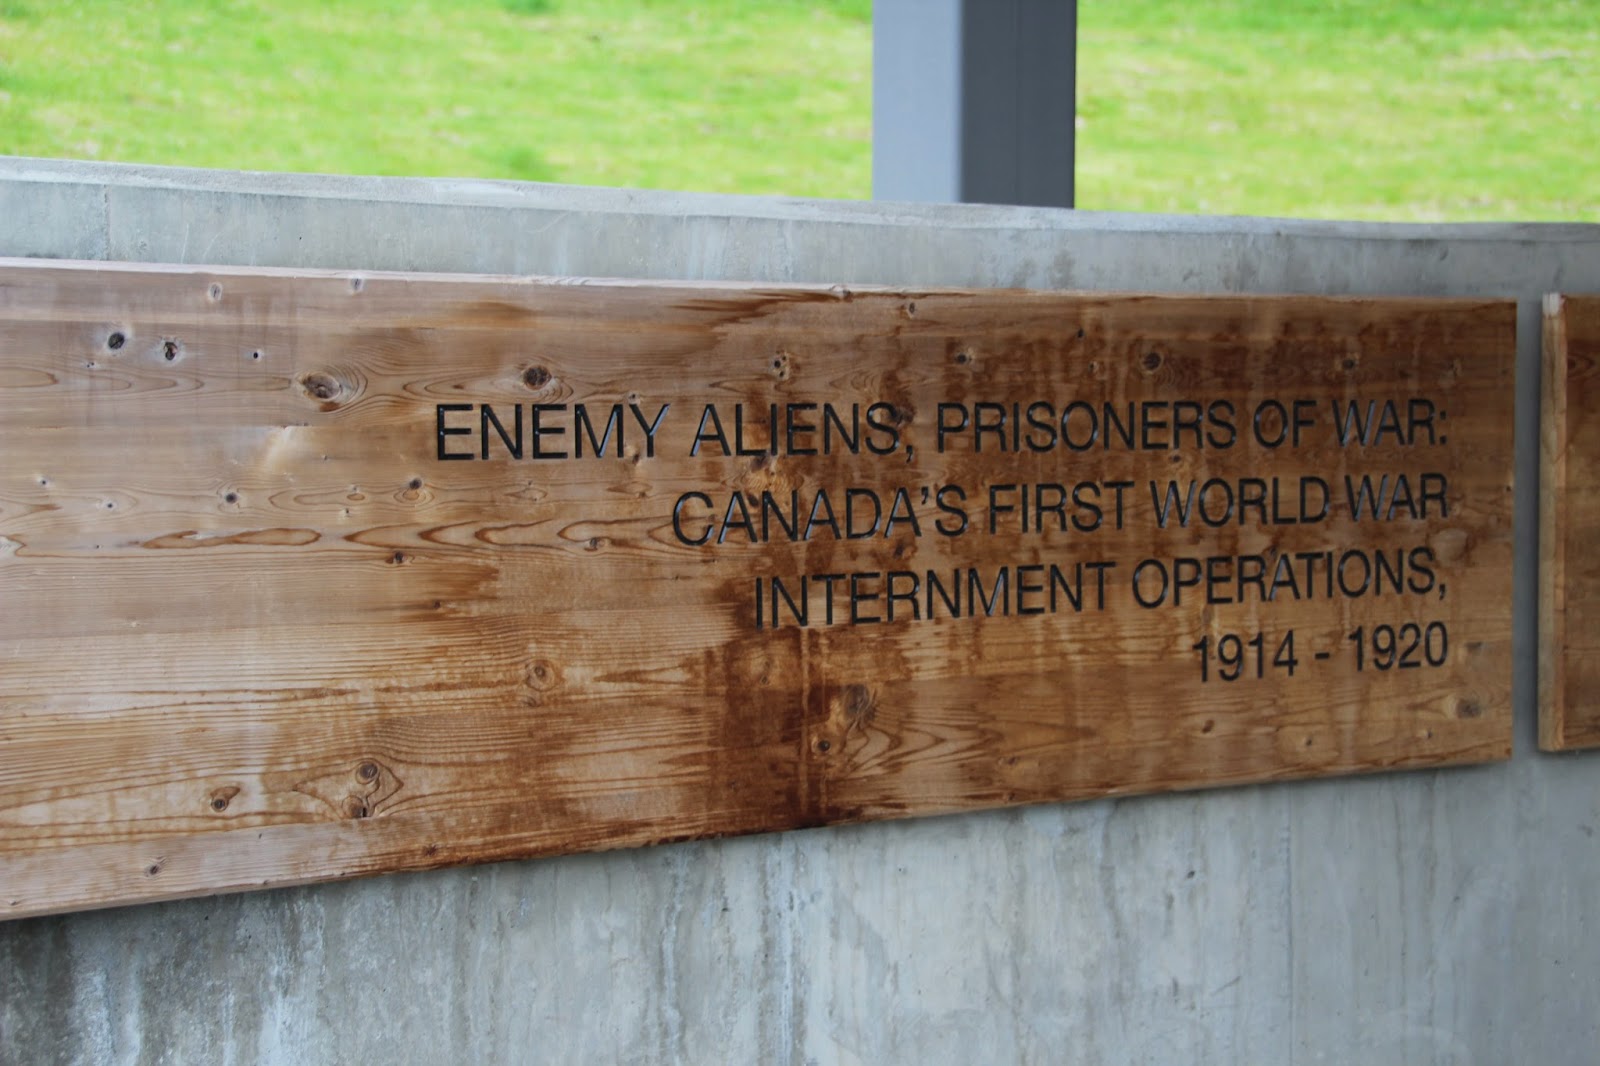 ENEMY ALIENS, PRISONERS OF WAR:
CANADA'S FIRST WORLD WAR
INTERNMENT OPERATIONS,
1914 - 1920